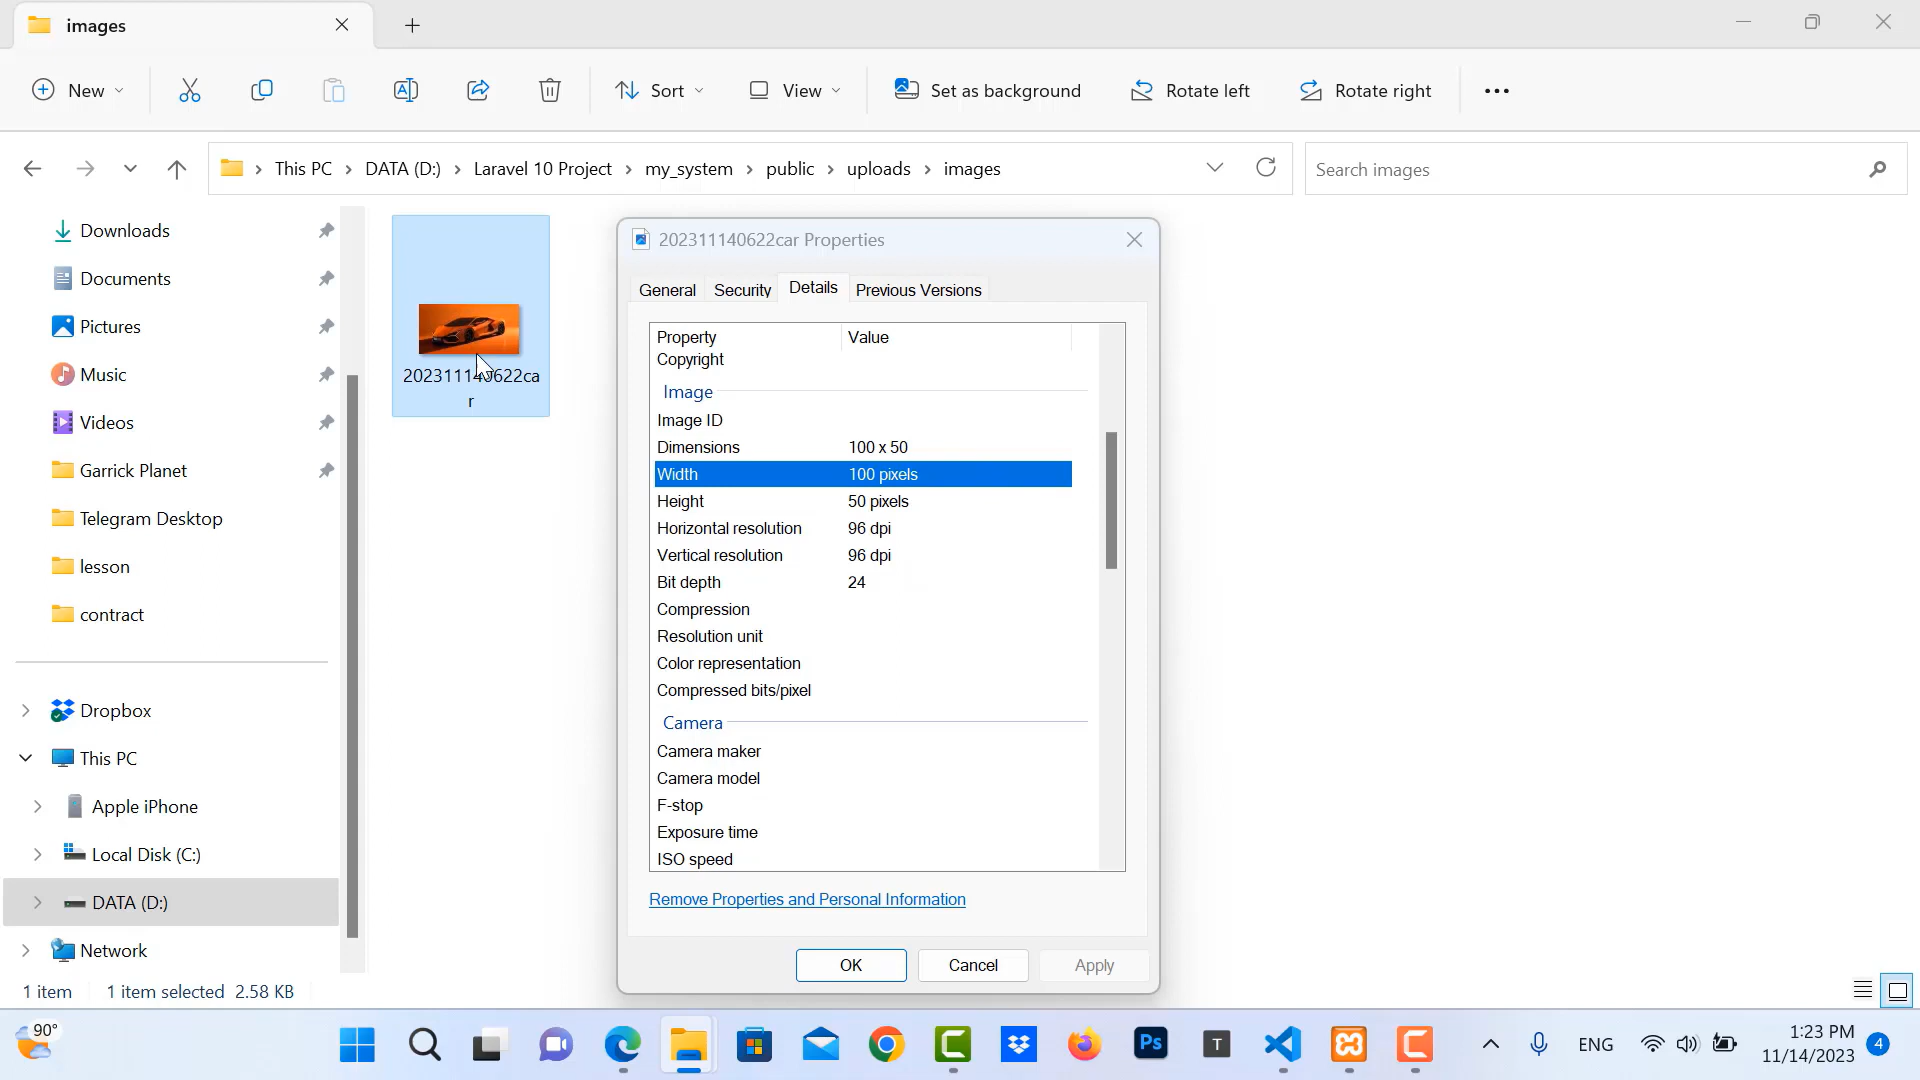 images
New
Sort
View
Set as background
Rotate left
Rotate right
This PC
DATA (D:)
Laravel 10 Project
my_system
public
uploads
images
Search images
Downloads
Documents
Pictures
Music
Videos
Garrick Planet
Telegram Desktop
lesson
contract
Dropbox
This PC
Apple iPhone
Local Disk (C:)
DATA (D:)
Network
202311140622ca
r
202311140622car Properties
General
Security
Details
Previous Versions
Property Value
Copyright
Image
Image ID
Dimensions 100 x 50
Width 100 pixels
Height 50 pixels
Horizontal resolution 96 dpi
Vertical resolution 96 dpi
Bit depth 24
Compression
Resolution unit
Color representation
Compressed bits/pixel
Camera
Camera maker
Camera model
F-stop
Exposure time
ISO speed
Remove Properties and Personal Information
OK
Cancel
Apply
1 item
1 item selected 2.58 KB
90°
Ps
T
ENG
1:23 PM
11/14/2023
4